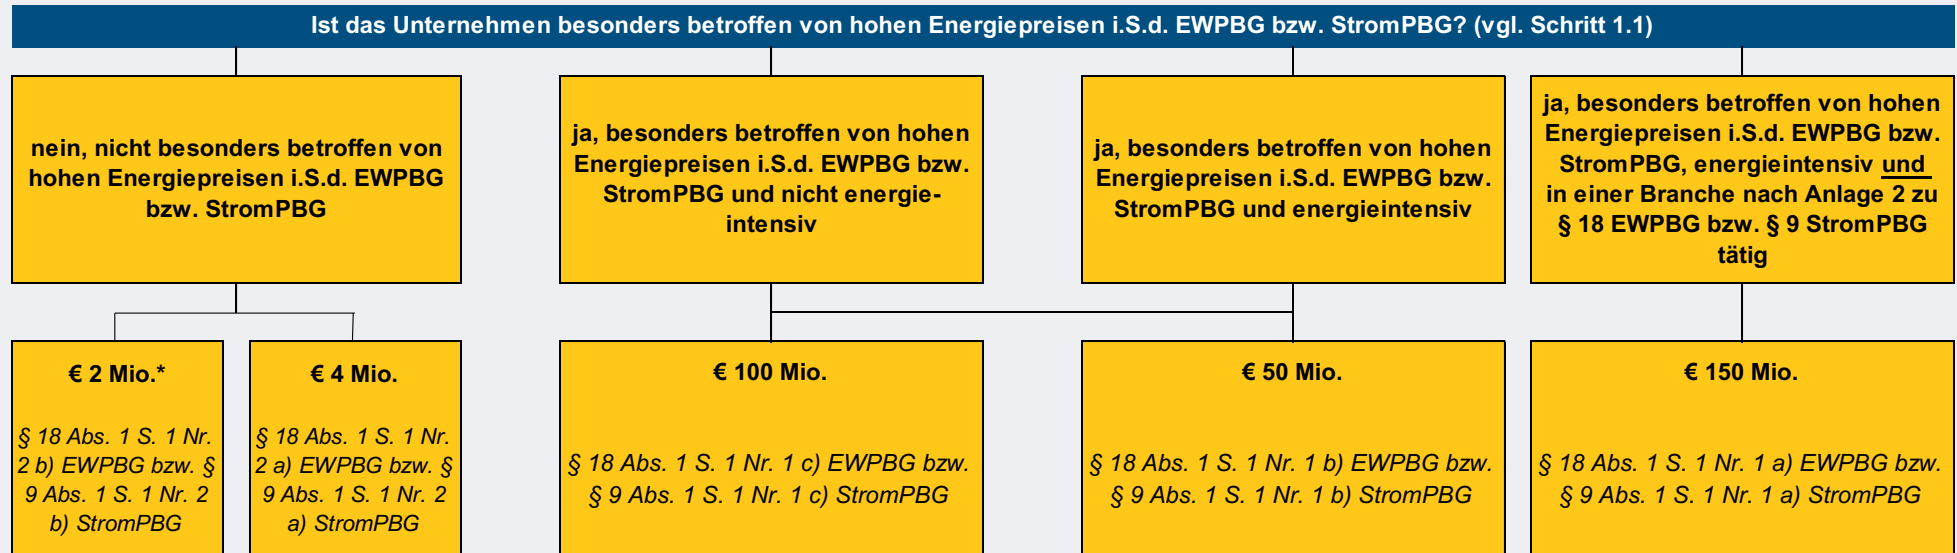 Ist das Unternehmen besonders betroffen von hohen Energiepreisen i.S.d. EWPBG bzw. StromPBG? (vgl. Schritt 1.1)
nein, nicht besonders betroffen von
hohen Energiepreisen i.S.d. EWPBG
bzw. StromPBG
ja, besonders betroffen von hohen
Energiepreisen i.S.d. EWPBG bzw.
StromPBG und nicht energie-
intensiv
ja, besonders betroffen von hohen
Energiepreisen i.S.d. EWPBG bzw.
StromPBG und energieintensiv
ja, besonders betroffen von hohen
Energiepreisen i.S.d. EWPBG bzw.
StromPBG, energieintensiv und
in einer Branche nach Anlage 2 zu
§ 18 EWPBG bzw. § 9 StromPBG
tätig
€ 2 Mio.*
§ 18 Abs. 1 S. 1 Nr.
2 b) EWPBG bzw. §
9 Abs. 1 S. 1 Nr. 2
b) StromPBG
€ 4 Mio.
§ 18 Abs. 1 S. 1 Nr.
2 a) EWPBG bzw. §
9 Abs. 1 S. 1 Nr. 2
a) StromPBG
€ 100 Mio.
§ 18 Abs. 1 S. 1 Nr. 1 c) EWPBG bzw.
§ 9 Abs. 1 S. 1 Nr. 1 c) StromPBG
€ 50 Mio.
§ 18 Abs. 1 S. 1 Nr. 1 b) EWPBG bzw.
§ 9 Abs. 1 S. 1 Nr. 1 b) StromPBG
€ 150 Mio.
§ 18 Abs. 1 S. 1 Nr. 1 a) EWPBG bzw.
§ 9 Abs. 1 S. 1 Nr. 1 a) StromPBG